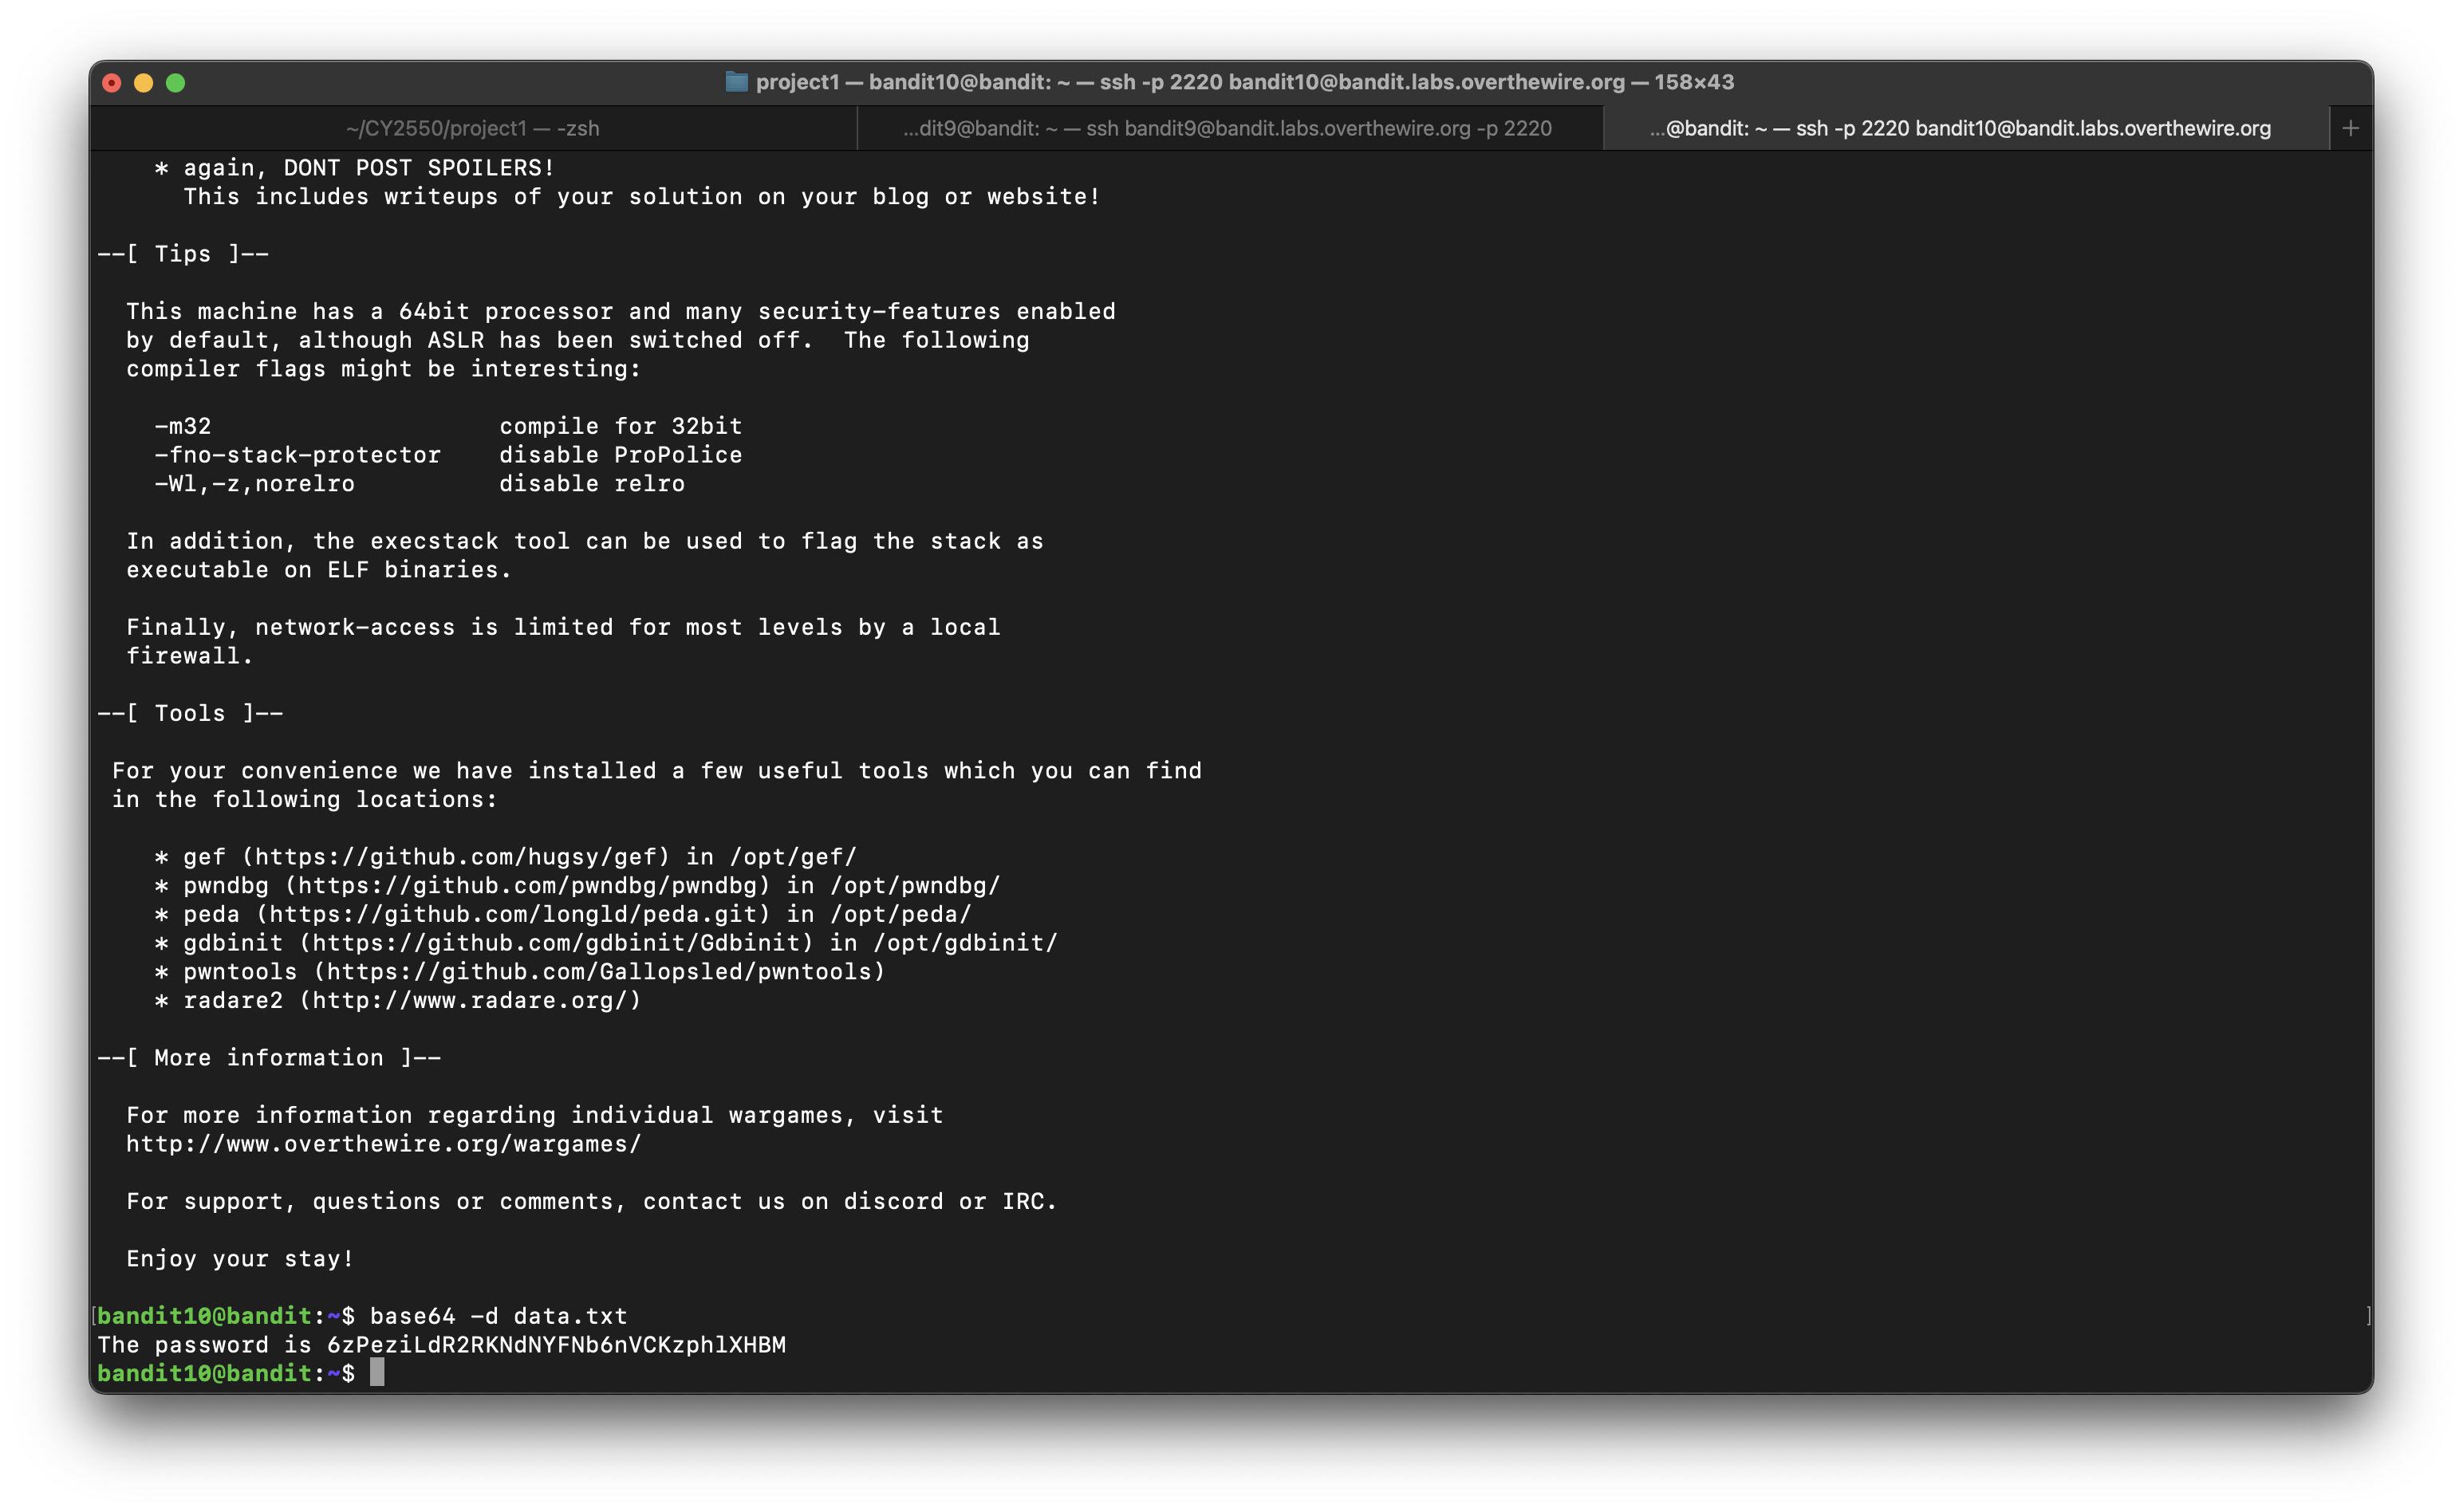 project1 — bandit10@bandit: ~ — ssh -p 2220 bandit10@bandit.labs.overthewire.org — 158×43
~/CY2550/project1 — -zsh
...dit9@bandit: ~ — ssh bandit9@bandit.labs.overthewire.org -p 2220
...@bandit: ~ — ssh -p 2220 bandit10@bandit.labs.overthewire.org
* again, DONT POST SPOILERS!
This includes writeups of your solution on your blog or website!
--[ Tips ]--
This machine has a 64bit processor and many security-features enabled
by default, although ASLR has been switched off.  The following
compiler flags might be interesting:
-m32                    compile for 32bit
-fno-stack-protector    disable ProPolice
-Wl,-z,norelro          disable relro
In addition, the execstack tool can be used to flag the stack as
executable on ELF binaries.
Finally, network-access is limited for most levels by a local
firewall.
--[ Tools ]--
For your convenience we have installed a few useful tools which you can find
in the following locations:
* gef (https://github.com/hugsy/gef) in /opt/gef/
* pwndbg (https://github.com/pwndbg/pwndbg) in /opt/pwndbg/
* peda (https://github.com/longld/peda.git) in /opt/peda/
* gdbinit (https://github.com/gdbinit/Gdbinit) in /opt/gdbinit/
* pwntools (https://github.com/Gallopsled/pwntools)
* radare2 (http://www.radare.org/)
--[ More information ]--
For more information regarding individual wargames, visit
http://www.overthewire.org/wargames/
For support, questions or comments, contact us on discord or IRC.
Enjoy your stay!
bandit10@bandit:~$ base64 -d data.txt
The password is 6zPeziLdR2RKNdNYFNb6nVCKzphlXHBM
bandit10@bandit:~$